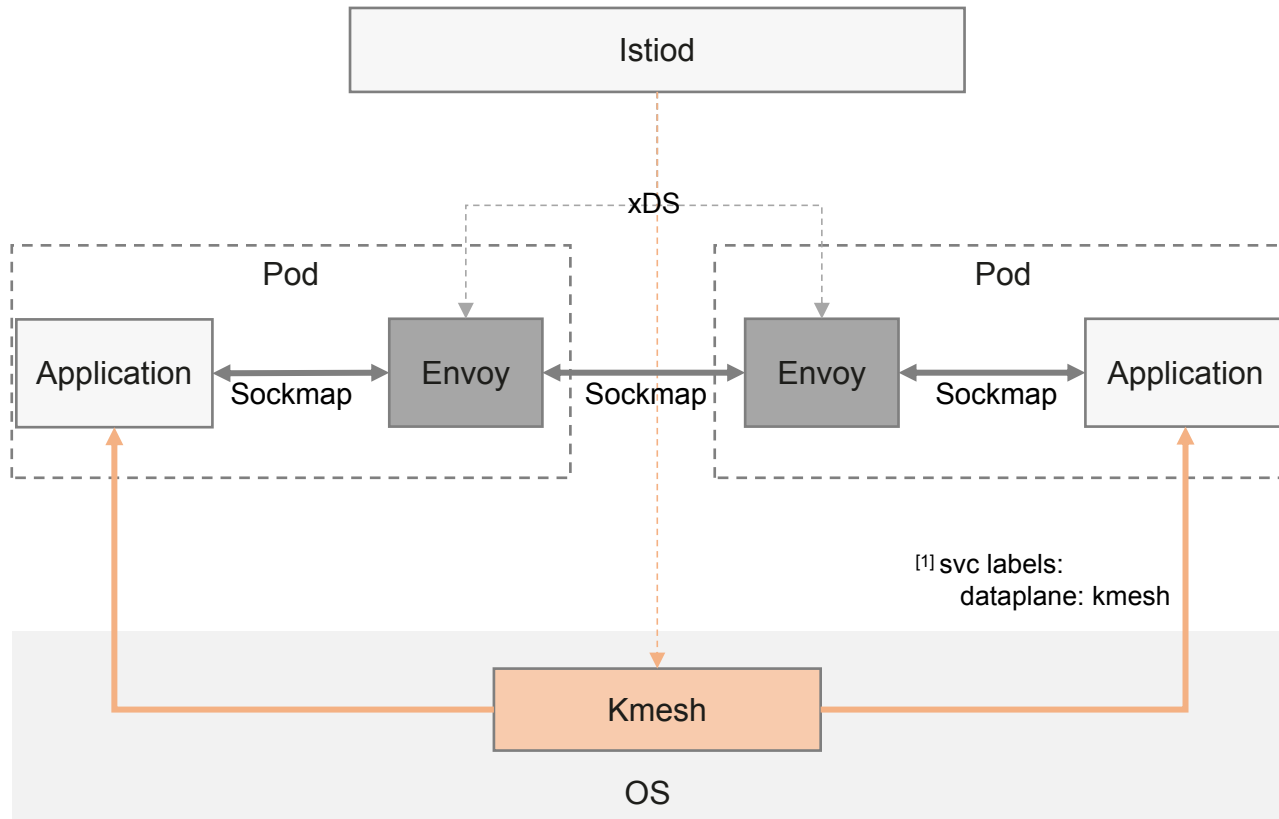 Istiod
xDS
Pod
Pod
Application
Envoy
Envoy
Application
Sockmap
Sockmap
Sockmap
[1] svc labels:
dataplane: kmesh
Kmesh
OS